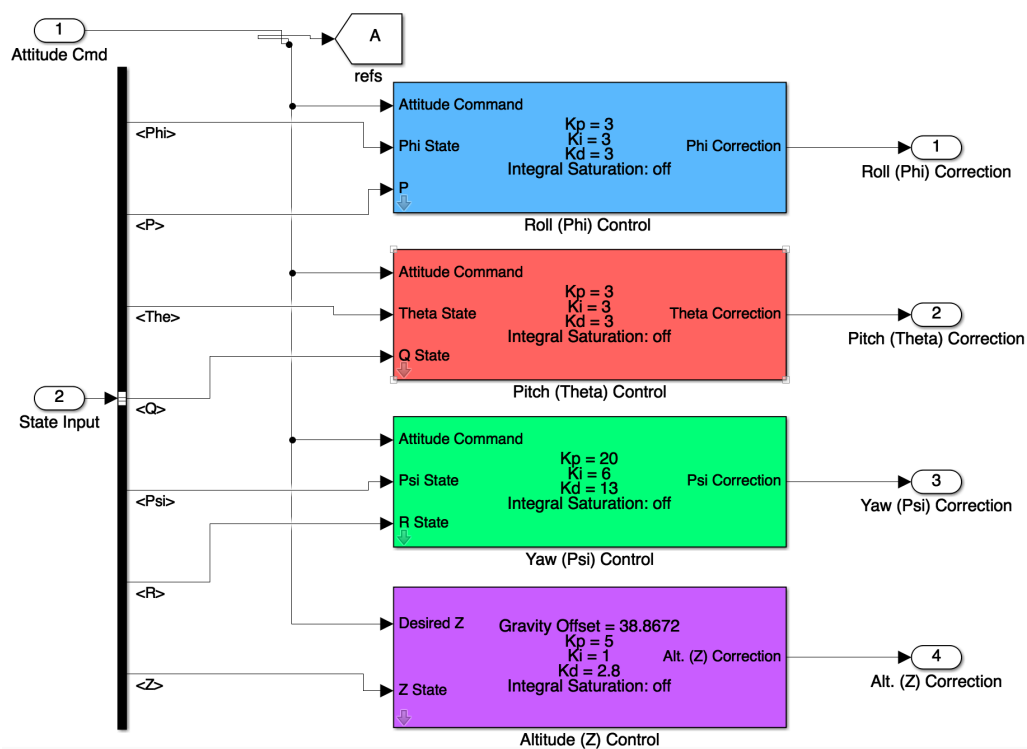 1
Attitude Cmd
A
refs
Attitude Command
Kp = 3
<Phi>
Phi State
Ki = 3
Kd = 3
Integral Saturation: off
Phi Correction
1
Roll (Phi) Correction
P
<P>
Roll (Phi) Control
Attitude Command
Kp = 3
<The>
Theta State
Ki = 3
Kd = 3
Integral Saturation: off
Theta Correction
2
Pitch (Theta) Correction
Q State
Pitch (Theta) Control
2
State Input
<Q>
Attitude Command
Kp = 20
<Psi>
Psi State
Ki = 6
Kd = 13
Integral Saturation: off
Psi Correction
3
Yaw (Psi) Correction
R State
Yaw (Psi) Control
<R>
Desired Z
Gravity Offset = 38.8672
Kp = 5
Ki = 1
Kd = 2.8
Integral Saturation: off
Alt. (Z) Correction
4
Alt. (Z) Correction
<Z>
Z State
Altitude (Z) Control